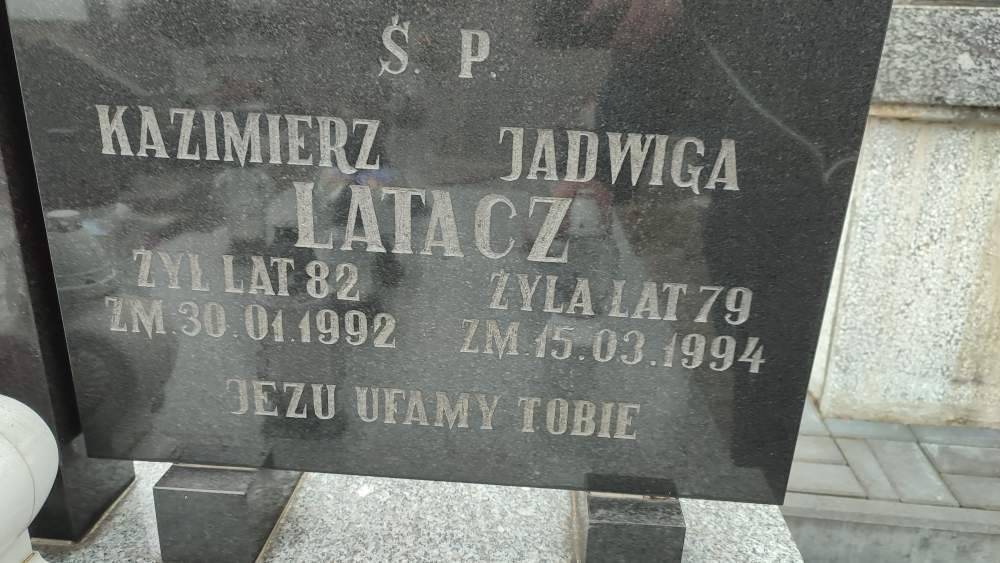 Ś. P.
KAZIMIERZ JADWIGA
LATACZ
ŻYŁ LAT 82 ŻYŁA LAT 79
ZM. 30.01.1992 ZM. 15.03.1994
JEZU UFAMY TOBIE